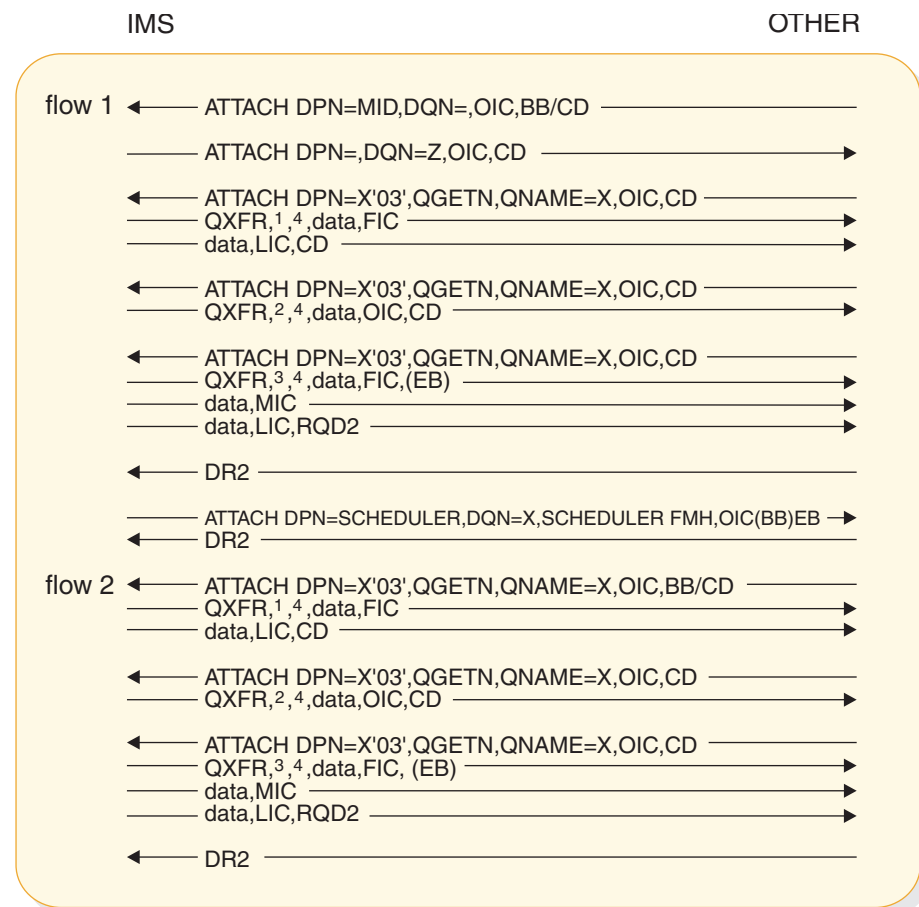 IMS OTHER
flow 1 ATTACH DPN=MID,DQN=,OIC,BB/CD
ATTACH DPN=,DQN=Z,OIC,CD
ATTACH DPN=X'03',QGETN,QNAME=X,OIC,CD
QXFR,1,4,data,FIC
data,LIC,CD
ATTACH DPN=X'03',QGETN,QNAME=X,OIC,CD
QXFR,2,4,data,OIC,CD
ATTACH DPN=X'03',QGETN,QNAME=X,OIC,CD
QXFR,3,4,data,FIC,(EB)
data,MIC
data,LIC,RQD2
DR2
ATTACH DPN=SCHEDULER,DQN=X,SCHEDULER FMH,OIC(BB)EB
DR2
flow 2 ATTACH DPN=X'03',QGETN,QNAME=X,OIC,BB/CD
QXFR,1,4,data,FIC
data,LIC,CD
ATTACH DPN=X'03',QGETN,QNAME=X,OIC,CD
QXFR,2,4,data,OIC,CD
ATTACH DPN=X'03',QGETN,QNAME=X,OIC,CD
QXFR,3,4,data,FIC, (EB)
data,MIC
data,LIC,RQD2
DR2